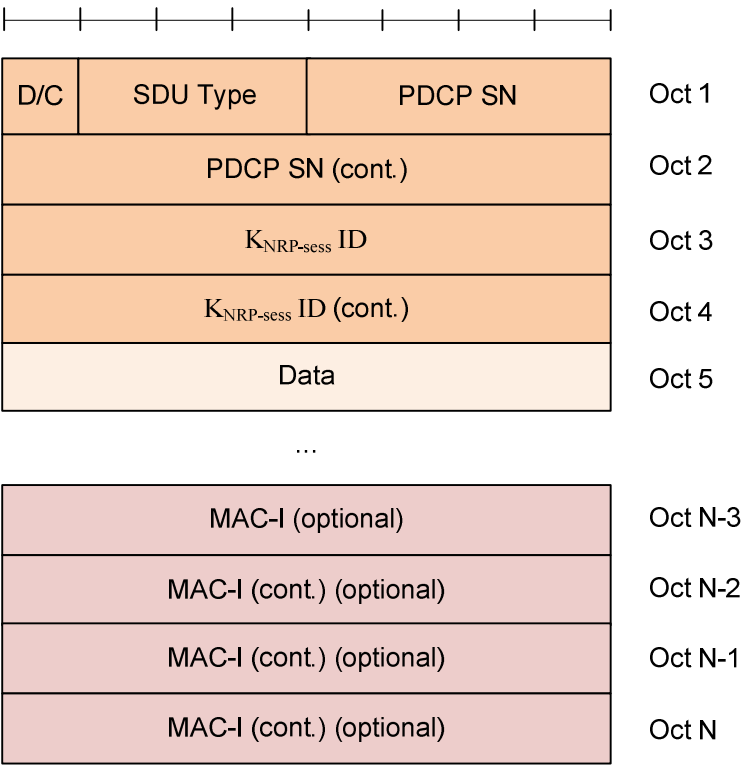 D/C SDU Type PDCP SN Oct 1
PDCP SN (cont.) Oct 2
K_NRP-sess ID Oct 3
K_NRP-sess ID (cont.) Oct 4
Data Oct 5
...
MAC-I (optional) Oct N-3
MAC-I (cont.) (optional) Oct N-2
MAC-I (cont.) (optional) Oct N-1
MAC-I (cont.) (optional) Oct N